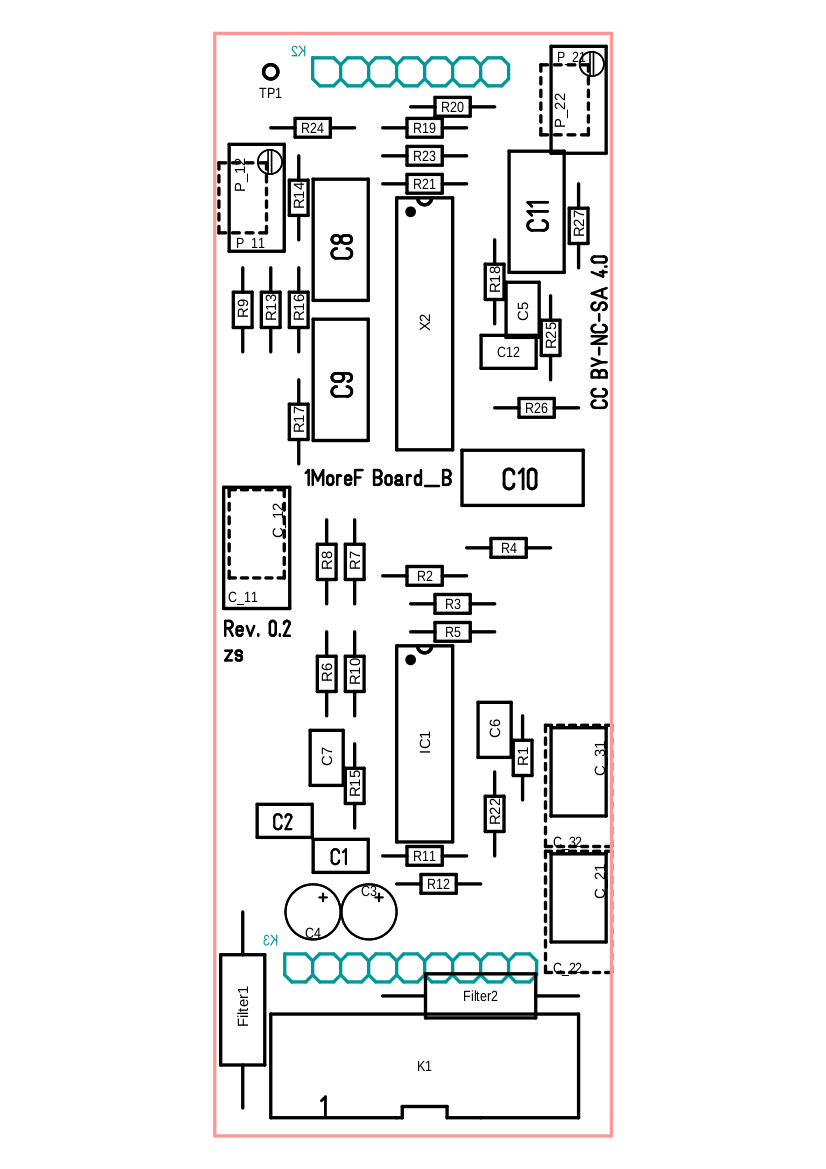 K2
P_21
TP1
P_22
R20
R24
R19
R23
P_12
R21
R14
C11
R27
P_11
C8
R18
CC BY-NC-SA 4.0
R9
R13
R16
C5
X2
R25
C12
C9
R17
R26
1MoreF Board_B
C10
C_12
R4
R8
R7
R2
C_11
R3
Rev. 0.2
R5
zs
R6
R10
C6
IC1
C7
R1
C_31
R15
R22
C2
C_32
C1
R11
C_21
R12
C3
C4
K3
C_22
Filter1
Filter2
K1
1